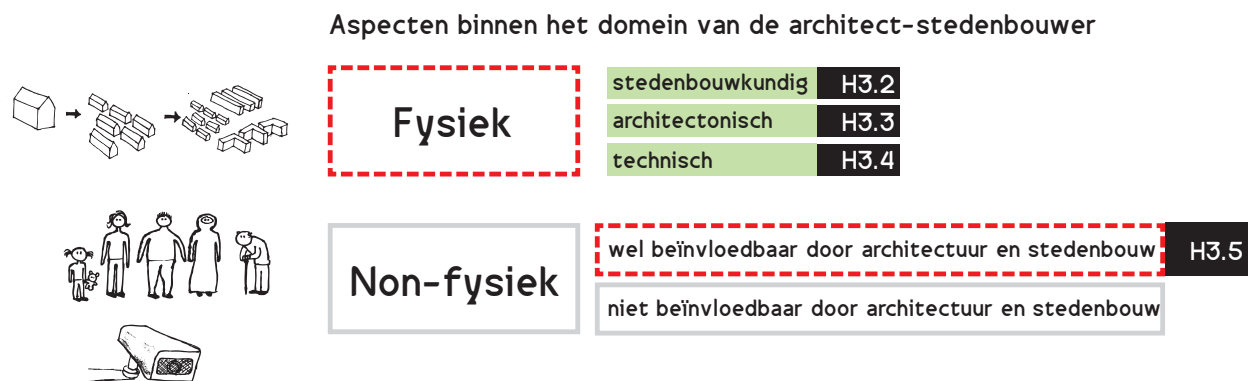 Aspecten binnen het domein van de architect-stedenbouwer
Fysiek
stedenbouwkundig H3.2
architectonisch H3.3
technisch H3.4
Non-fysiek
wel beïnvloedbaar door architectuur en stedenbouw H3.5
niet beïnvloedbaar door architectuur en stedenbouw